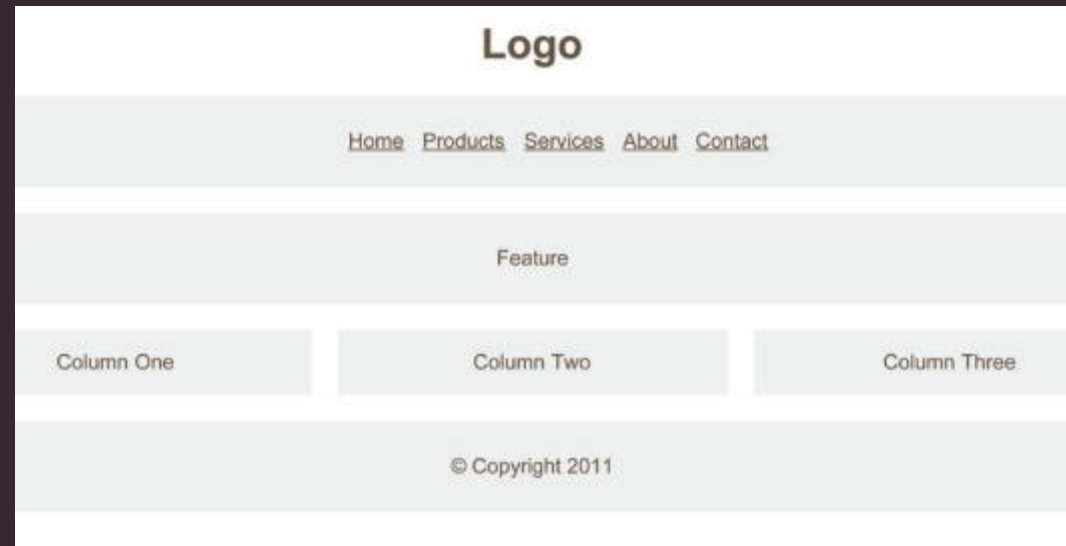 Logo
Home Products Services About Contact
Feature
Column One Column Two Column Three
© Copyright 2011